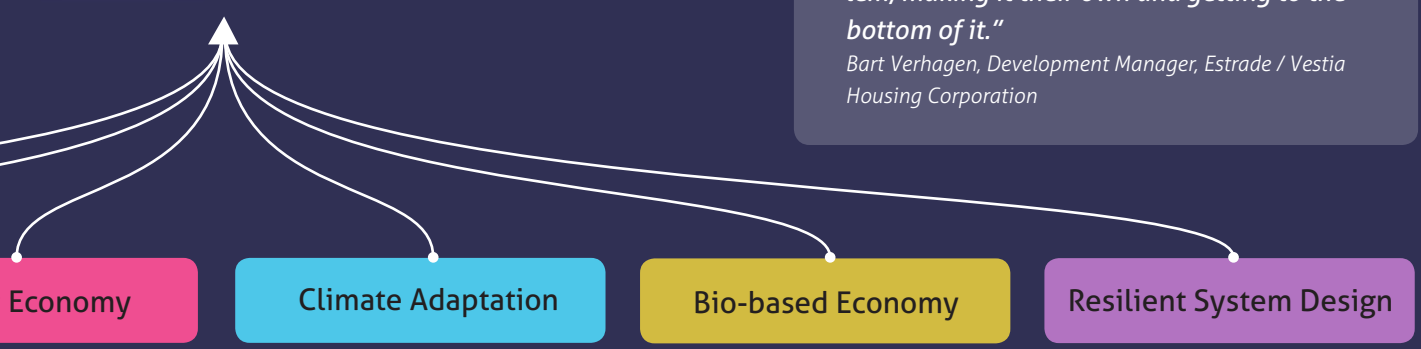 bottom of it.”
Bart Verhagen, Development Manager, Estrade / Vestia
Housing Corporation
Economy
Climate Adaptation
Bio-based Economy
Resilient System Design